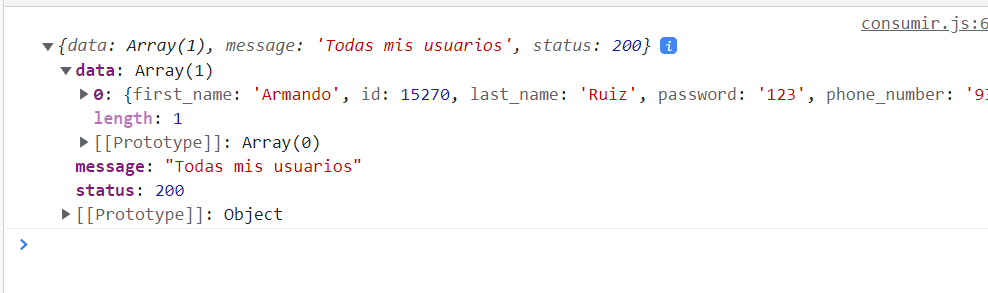 consumir.js:6
{data: Array(1), message: 'Todas mis usuarios', status: 200} i
data: Array(1)
0: {first_name: 'Armando', id: 15270, last_name: 'Ruiz', password: '123', phone_number: '93
length: 1
[[Prototype]]: Array(0)
message: "Todas mis usuarios"
status: 200
[[Prototype]]: Object